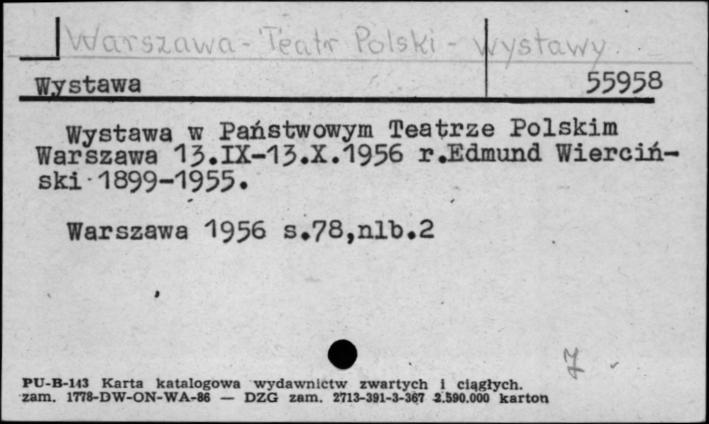 Warszawa - Teatr Polski - wystawy.
Wystawa 55958
Wystawa w Państwowym Teatrze Polskim
Warszawa 13.IX-13.X.1956 r.Edmund Wierciń-
ski 1899-1955.
Warszawa 1956 s.78,nlb.2
PU-B-143 Karta katalogowa wydawnictw zwartych i ciągłych.
zam. 1778-DW-ON-WA-86 — DZG zam. 2713-391-3-367 2.590.000 karton